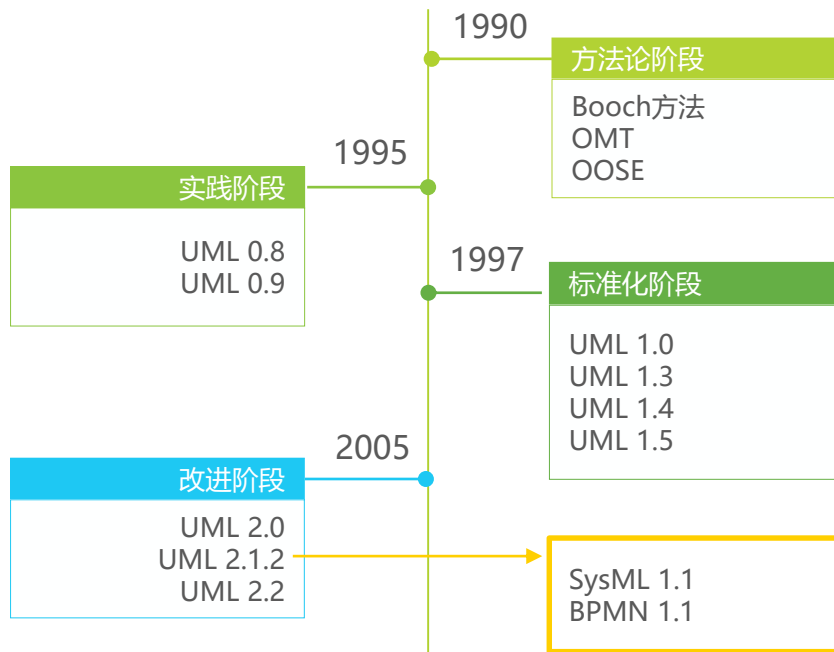 1990
方法论阶段
Booch方法
OMT
OOSE
1995
实践阶段
UML 0.8
UML 0.9
1997
标准化阶段
UML 1.0
UML 1.3
UML 1.4
UML 1.5
2005
改进阶段
UML 2.0
UML 2.1.2
UML 2.2
SysML 1.1
BPMN 1.1